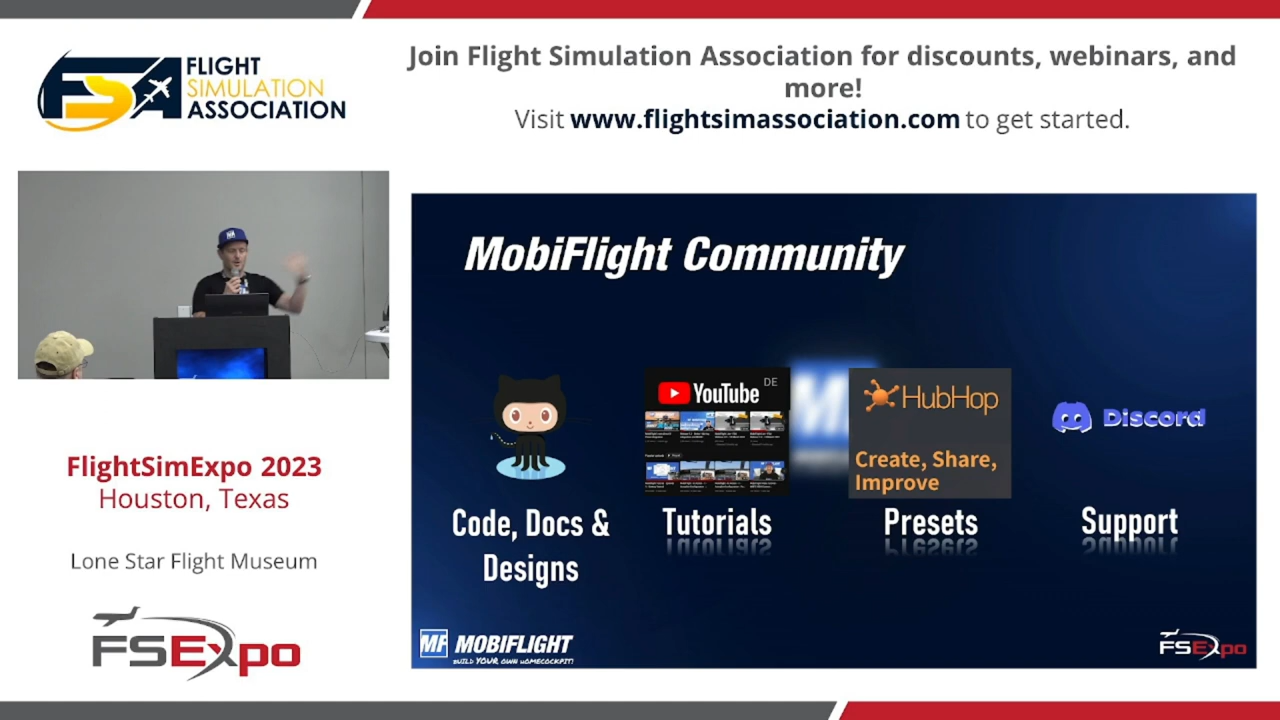 FLIGHT
SIMULATION
ASSOCIATION
Join Flight Simulation Association for discounts, webinars, and
more!
Visit www.flightsimassociation.com to get started.
MobiFlight Community
YouTube DE
HubHop
Create, Share,
Improve
Discord
Code, Docs &
Designs
Tutorials
Presets
Support
MF MOBIFLIGHT
BUILD YOUR OWN HOMECOCKPIT!
FSExpo
FlightSimExpo 2023
Houston, Texas
Lone Star Flight Museum
FSExpo